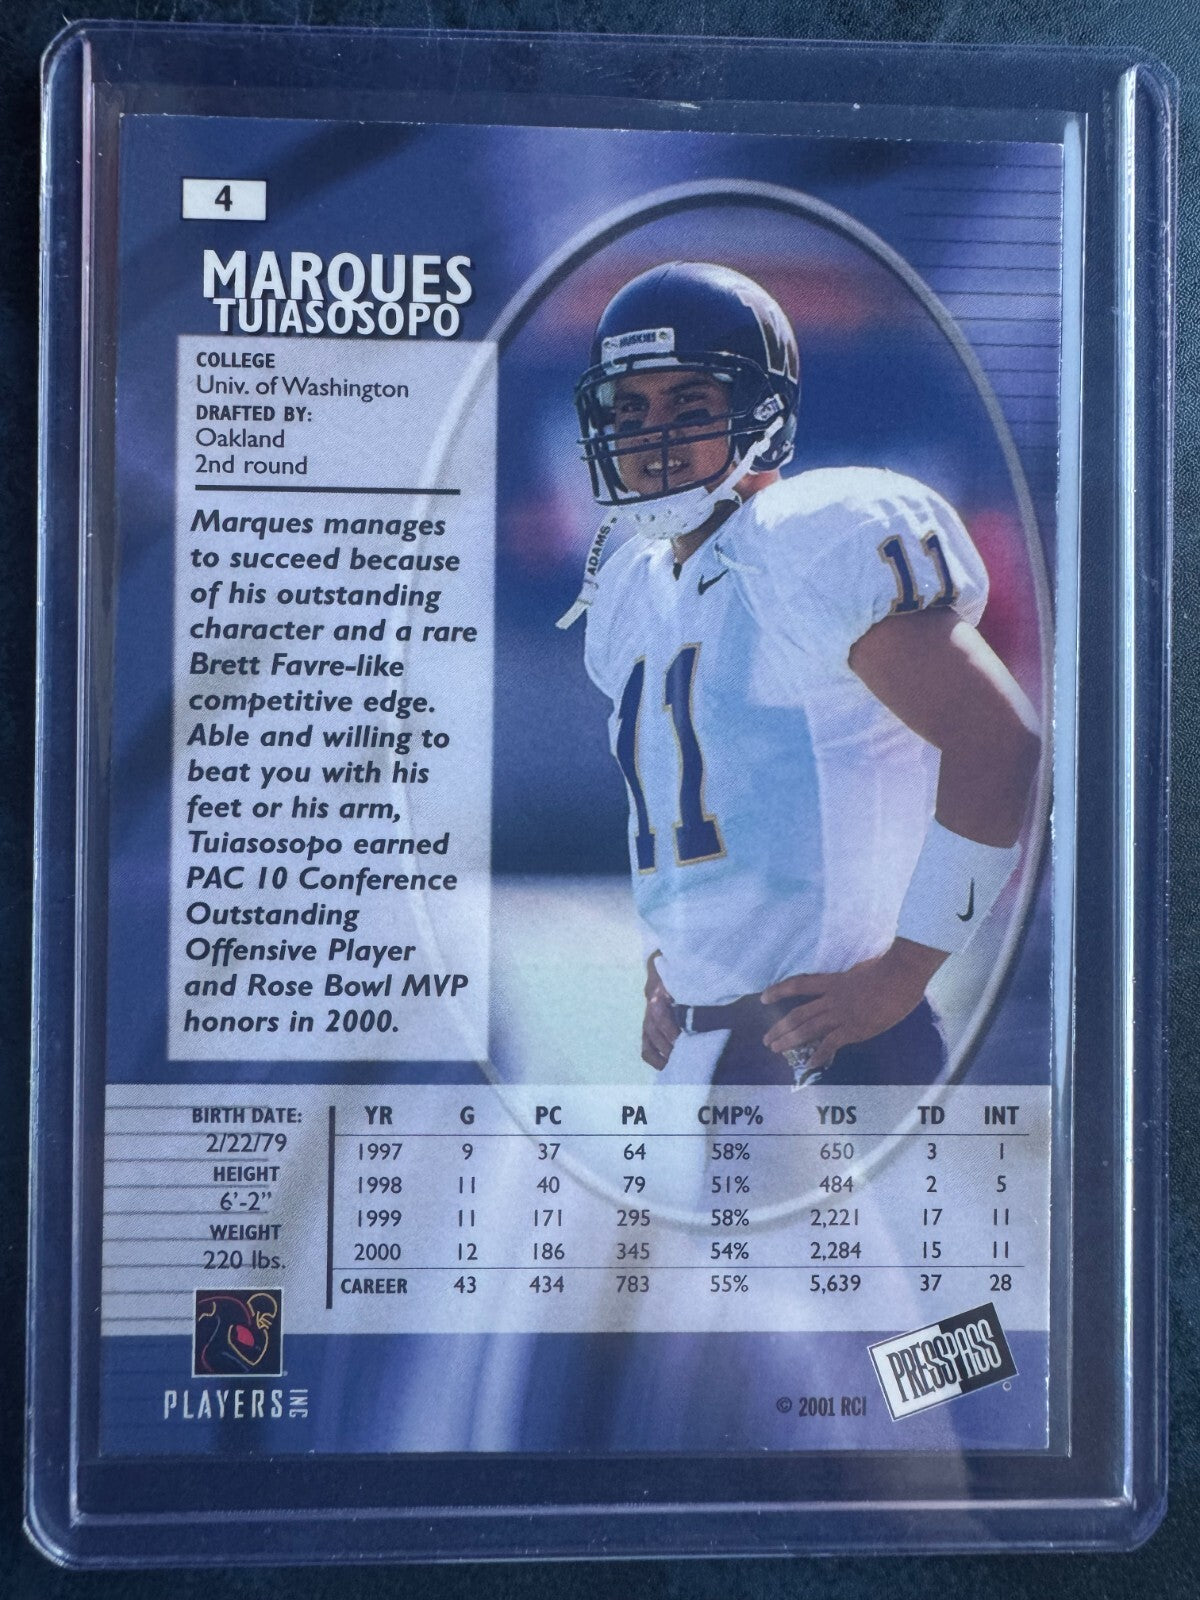 4
MARQUES
TUIASOSOPO
COLLEGE
Univ. of Washington
DRAFTED BY:
Oakland
2nd round
Marques manages
to succeed because
of his outstanding
character and a rare
Brett Favre-like
competitive edge.
Able and willing to
beat you with his
feet or his arm,
Tuiasosopo earned
PAC 10 Conference
Outstanding
Offensive Player
and Rose Bowl MVP
honors in 2000.
HUSKIES
W
ADAMS
11
11
BIRTH DATE:
2/22/79
HEIGHT
6'-2"
WEIGHT
220 lbs.
YR G PC PA CMP% YDS TD INT
1997 9 37 64 58% 650 3 1
1998 11 40 79 51% 484 2 5
1999 11 171 295 58% 2,221 17 11
2000 12 186 345 54% 2,284 15 11
CAREER 43 434 783 55% 5,639 37 28
PLAYERS INC
© 2001 RCI
PRESSPASS